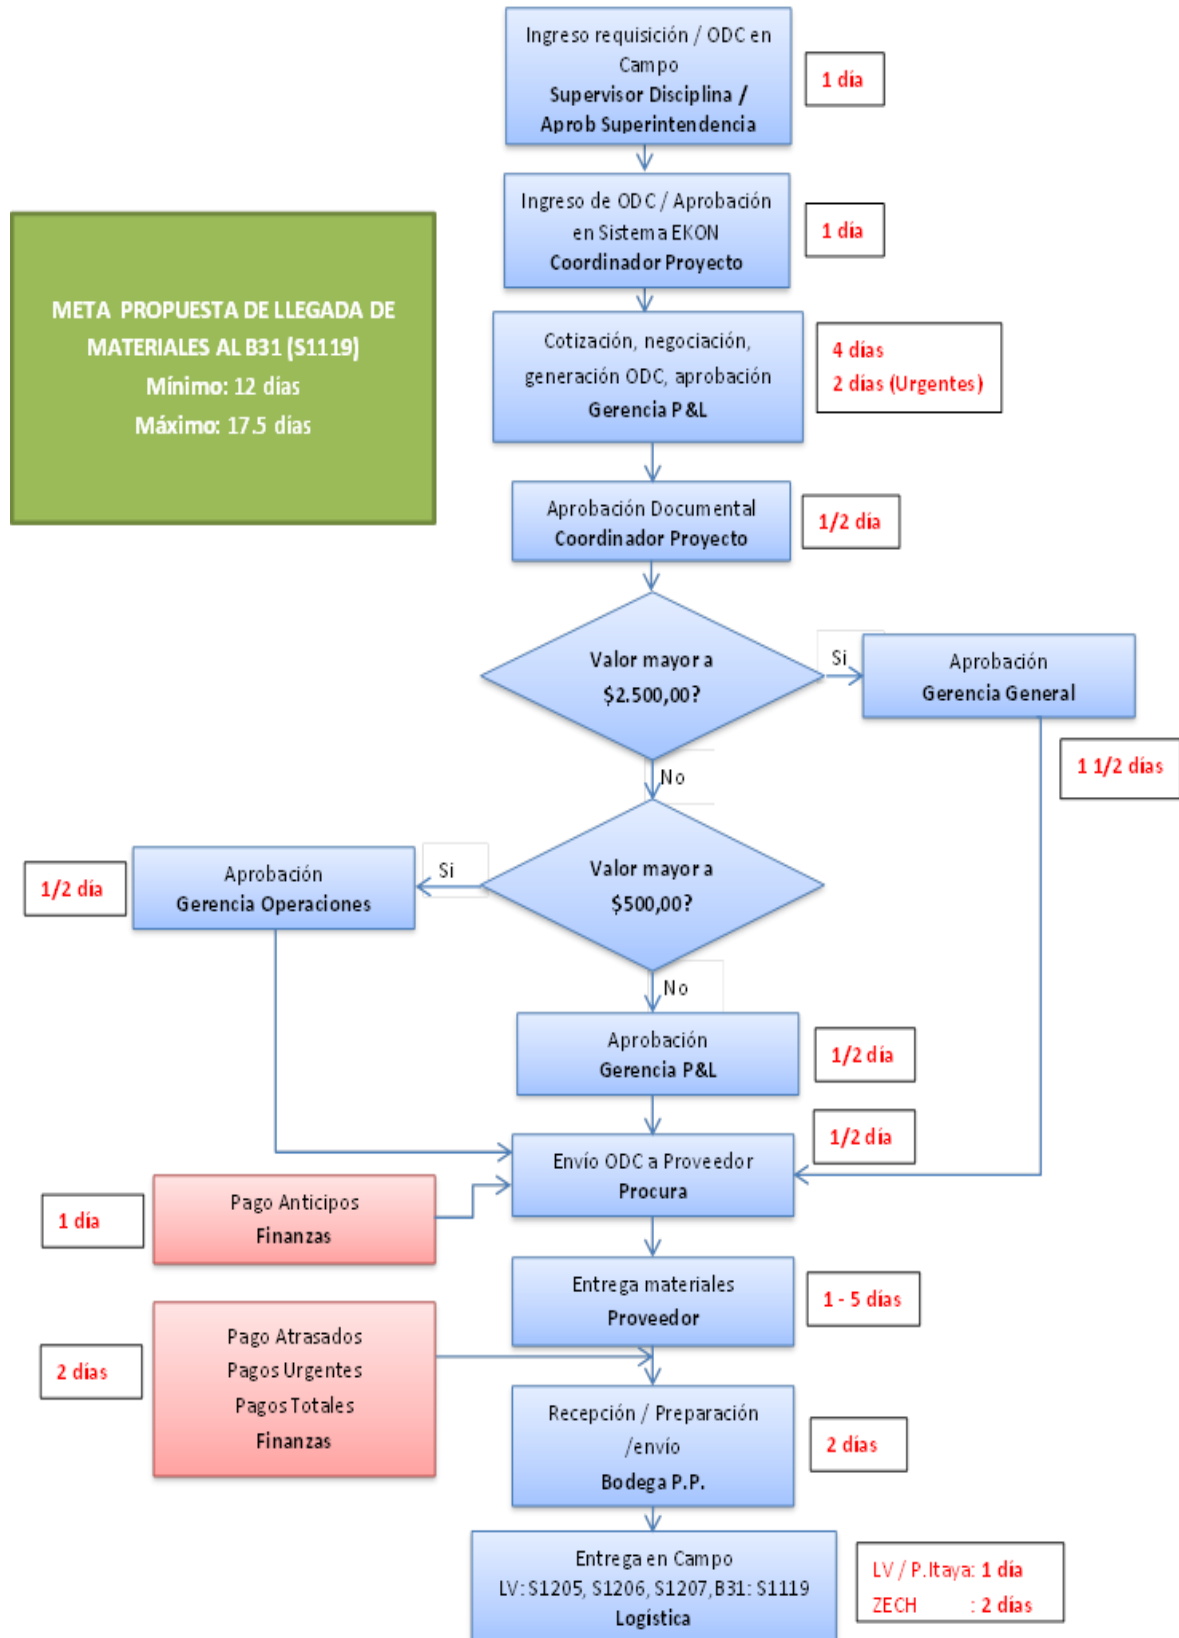 Ingreso requisición / ODC en
Campo
Supervisor Disciplina /
Aprob Superintendencia
1 día
Ingreso de ODC / Aprobación
en Sistema EKON
Coordinador Proyecto
1 día
META PROPUESTA DE LLEGADA DE
MATERIALES AL B31 (S1119)
Mínimo: 12 días
Máximo: 17.5 días
Cotización, negociación,
generación ODC, aprobación
Gerencia P&L
4 días
2 días (Urgentes)
Aprobación Documental
Coordinador Proyecto
1/2 día
Valor mayor a
$2.500,00?
Si
Aprobación
Gerencia General
1 1/2 días
No
Valor mayor a
$500,00?
Si
Aprobación
Gerencia Operaciones
1/2 día
No
Aprobación
Gerencia P&L
1/2 día
Envío ODC a Proveedor
Procura
1/2 día
Pago Anticipos
Finanzas
1 día
Entrega materiales
Proveedor
1 - 5 días
Pago Atrasados
Pagos Urgentes
Pagos Totales
Finanzas
2 días
Recepción / Preparación
/envío
Bodega P.P.
2 días
Entrega en Campo
LV: S1205, S1206, S1207, B31: S1119
Logística
LV / P.Itaya: 1 día
ZECH : 2 días